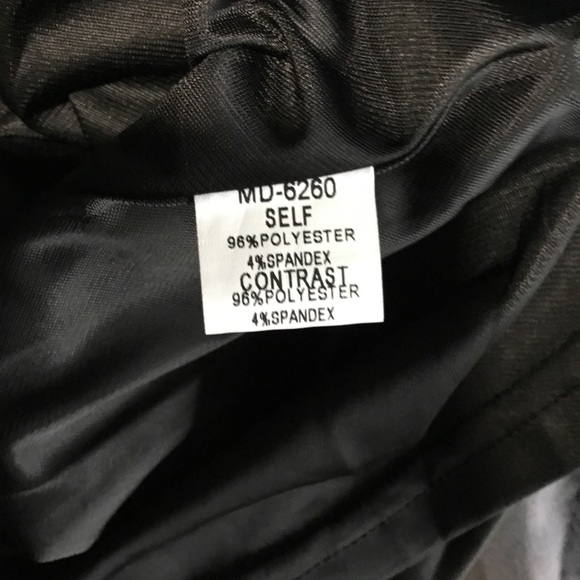 MD-6260
SELF
96%POLYESTER
4%SPANDEX
CONTRAST
96%POLYESTER
4%SPANDEX